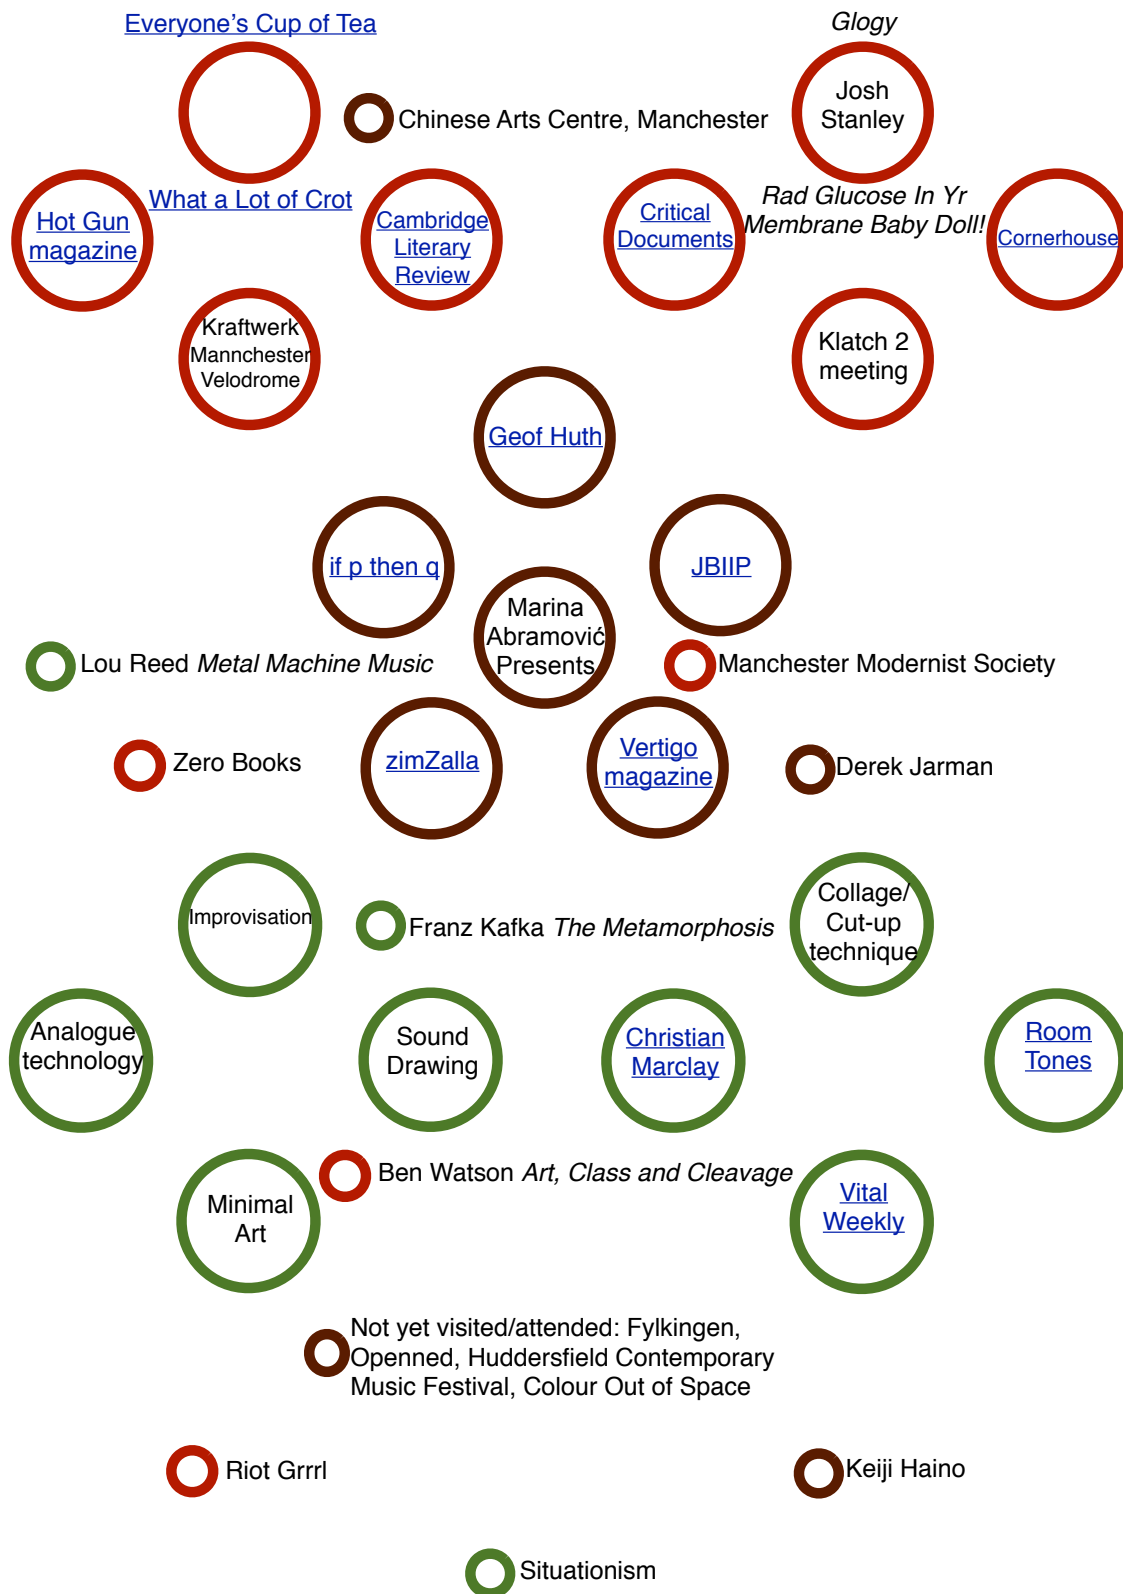 Everyone’s Cup of Tea
Glogy
Josh
Stanley
Chinese Arts Centre, Manchester
What a Lot of Crot
Hot Gun
magazine
Cambridge
Literary
Review
Critical
Documents
Rad Glucose In Yr
Membrane Baby Doll!
Cornerhouse
Kraftwerk
Mannchester
Velodrome
Klatch 2
meeting
Geof Huth
if p then q
JBIIP
Marina
Abramović
Presents
Lou Reed Metal Machine Music
Manchester Modernist Society
Zero Books
zimZalla
Vertigo
magazine
Derek Jarman
Improvisation
Franz Kafka The Metamorphosis
Collage/
Cut-up
technique
Analogue
technology
Sound
Drawing
Christian
Marclay
Room
Tones
Ben Watson Art, Class and Cleavage
Minimal
Art
Vital
Weekly
Not yet visited/attended: Fylkingen,
Openned, Huddersfield Contemporary
Music Festival, Colour Out of Space
Riot Grrrl
Keiji Haino
Situationism